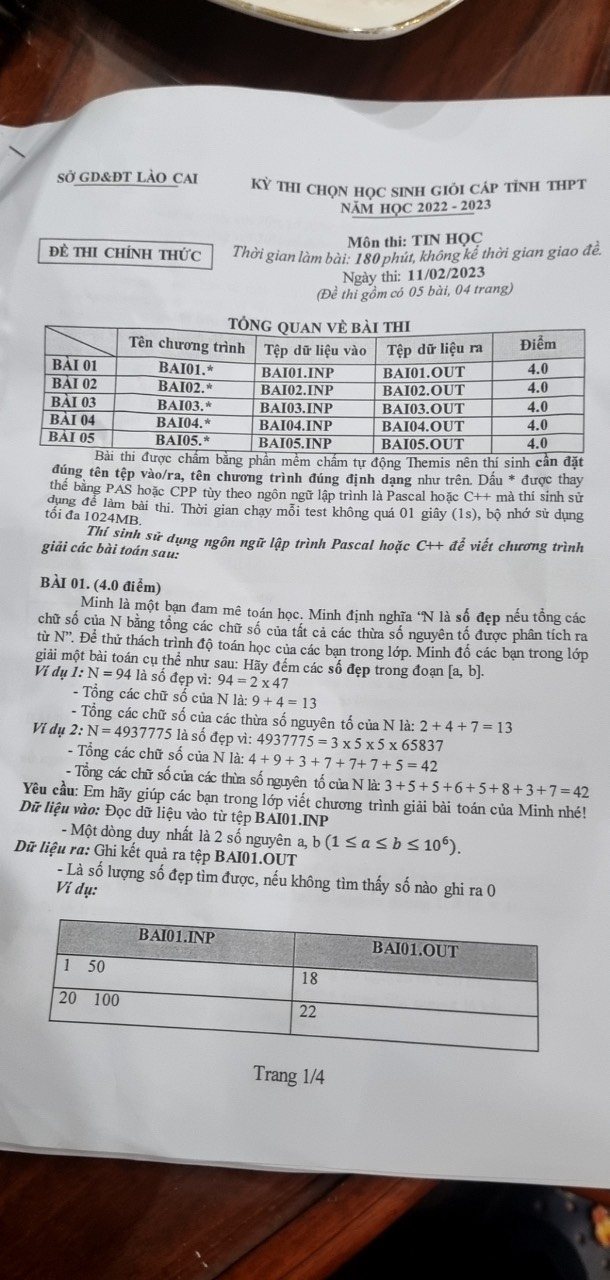 SỞ GD&ĐT LÀO CAI
KỲ THI CHỌN HỌC SINH GIỎI CẤP TỈNH THPT
NĂM HỌC 2022 - 2023
ĐỀ THI CHÍNH THỨC
Môn thi: TIN HỌC
Thời gian làm bài: 180 phút, không kể thời gian giao đề.
Ngày thi: 11/02/2023
(Đề thi gồm có 05 bài, 04 trang)
TỔNG QUAN VỀ BÀI THI
Tên chương trình Tệp dữ liệu vào Tệp dữ liệu ra Điểm
BÀI 01 BAI01.* BAI01.INP BAI01.OUT 4.0
BÀI 02 BAI02.* BAI02.INP BAI02.OUT 4.0
BÀI 03 BAI03.* BAI03.INP BAI03.OUT 4.0
BÀI 04 BAI04.* BAI04.INP BAI04.OUT 4.0
BÀI 05 BAI05.* BAI05.INP BAI05.OUT 4.0
Bài thi được chấm bằng phần mềm chấm tự động Themis nên thí sinh cần đặt
đúng tên tệp vào/ra, tên chương trình đúng định dạng như trên. Dấu * được thay
thế bằng PAS hoặc CPP tùy theo ngôn ngữ lập trình là Pascal hoặc C++ mà thí sinh sử
dụng để làm bài thi. Thời gian chạy mỗi test không quá 01 giây (1s), bộ nhớ sử dụng
tối đa 1024MB.
Thí sinh sử dụng ngôn ngữ lập trình Pascal hoặc C++ để viết chương trình
giải các bài toán sau:
BÀI 01. (4.0 điểm)
Minh là một bạn đam mê toán học. Minh định nghĩa “N là số đẹp nếu tổng các
chữ số của N bằng tổng các chữ số của tất cả các thừa số nguyên tố được phân tích ra
từ N”. Để thử thách trình độ toán học của các bạn trong lớp. Minh đố các bạn trong lớp
giải một bài toán cụ thể như sau: Hãy đếm các số đẹp trong đoạn [a, b].
Ví dụ 1: N = 94 là số đẹp vì: 94 = 2 x 47
- Tổng các chữ số của N là: 9 + 4 = 13
- Tổng các chữ số của các thừa số nguyên tố của N là: 2 + 4 + 7 = 13
Ví dụ 2: N = 4937775 là số đẹp vì: 4937775 = 3 x 5 x 5 x 65837
- Tổng các chữ số của N là: 4 + 9 + 3 + 7 + 7+ 7 + 5 = 42
- Tổng các chữ số của các thừa số nguyên tố của N là: 3 + 5 + 5 + 6 + 5 + 8 + 3 + 7 = 42
Yêu cầu: Em hãy giúp các bạn trong lớp viết chương trình giải bài toán của Minh nhé!
Dữ liệu vào: Đọc dữ liệu vào từ tệp BAI01.INP
- Một dòng duy nhất là 2 số nguyên a, b (1 ≤ a ≤ b ≤ 10⁶).
Dữ liệu ra: Ghi kết quả ra tệp BAI01.OUT
- Là số lượng số đẹp tìm được, nếu không tìm thấy số nào ghi ra 0
Ví dụ:
BAI01.INP BAI01.OUT
1 50 18
20 100 22
Trang 1/4